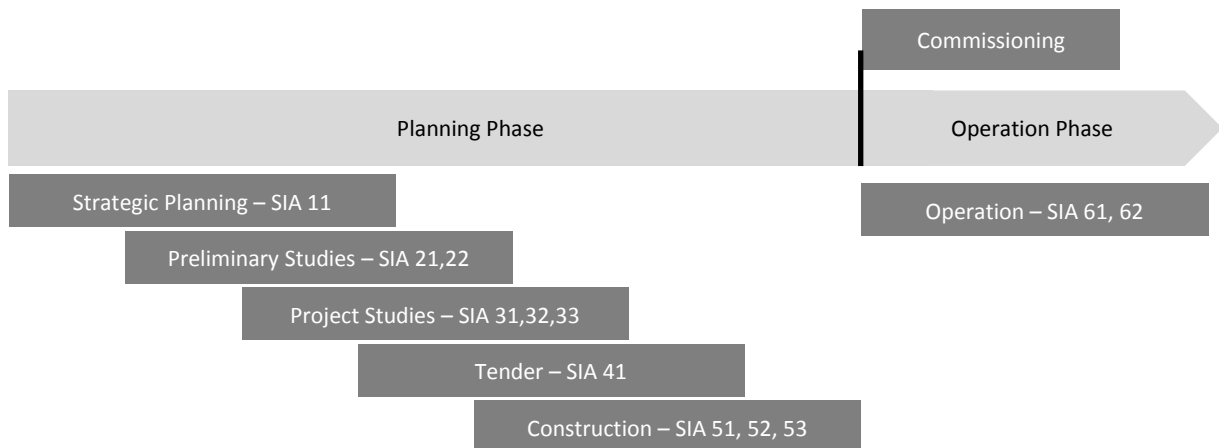 Commissioning
Planning Phase
Operation Phase
Strategic Planning – SIA 11
Operation – SIA 61, 62
Preliminary Studies – SIA 21,22
Project Studies – SIA 31,32,33
Tender – SIA 41
Construction – SIA 51, 52, 53